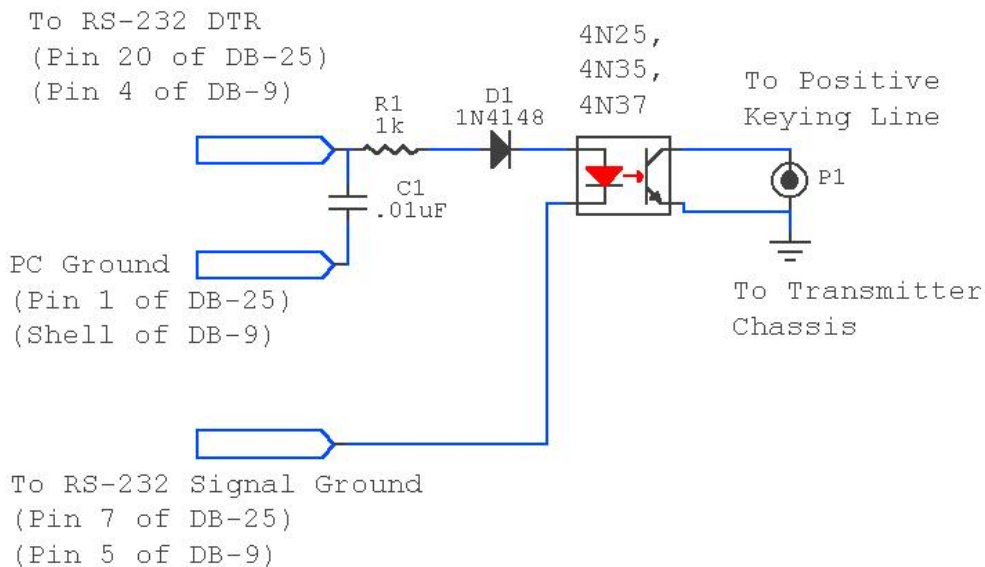 To RS-232 DTR
(Pin 20 of DB-25)
(Pin 4 of DB-9)
R1
1k
D1
1N4148
4N25,
4N35,
4N37
To Positive
Keying Line
C1
.01uF
P1
PC Ground
(Pin 1 of DB-25)
(Shell of DB-9)
To Transmitter
Chassis
To RS-232 Signal Ground
(Pin 7 of DB-25)
(Pin 5 of DB-9)